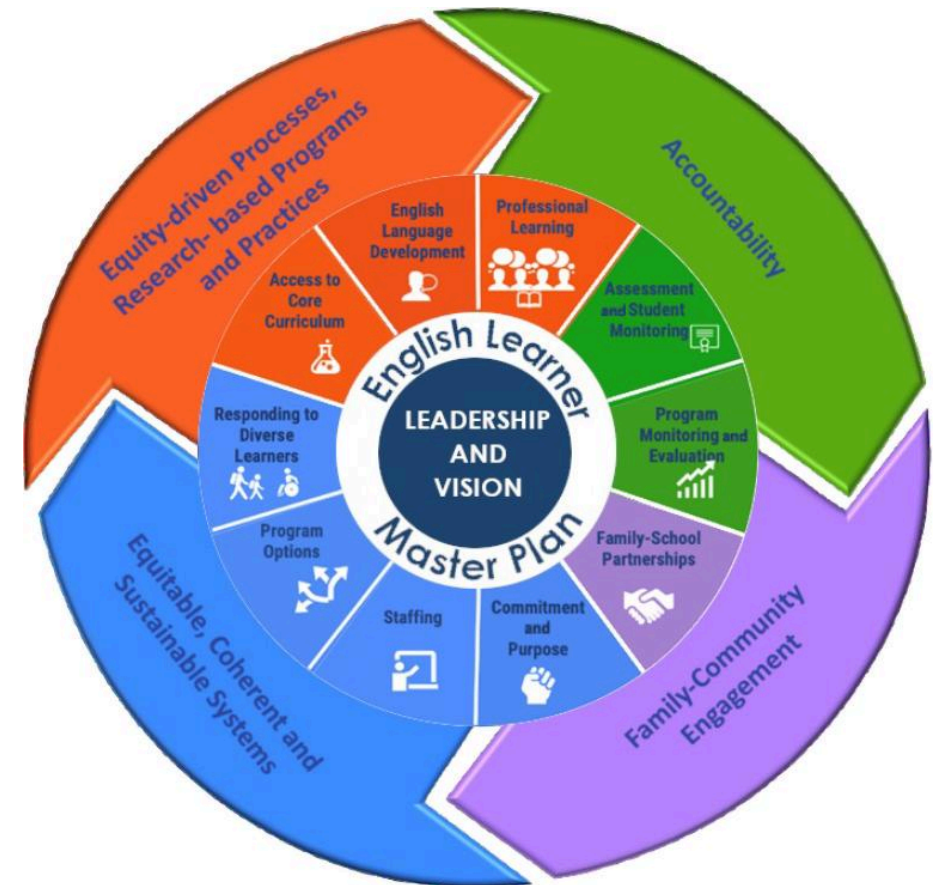 Equity-driven Processes,
Research- based Programs
and Practices
Accountability
Family-Community
Engagement
Equitable, Coherent and
Sustainable Systems
English
Language
Development
Professional
Learning
Assessment
and Student
Monitoring
Program
Monitoring and
Evaluation
Family-School
Partnerships
Commitment
and
Purpose
Staffing
Program
Options
Responding to
Diverse
Learners
Access to
Core
Curriculum
English Learner
Master Plan
LEADERSHIP
AND
VISION